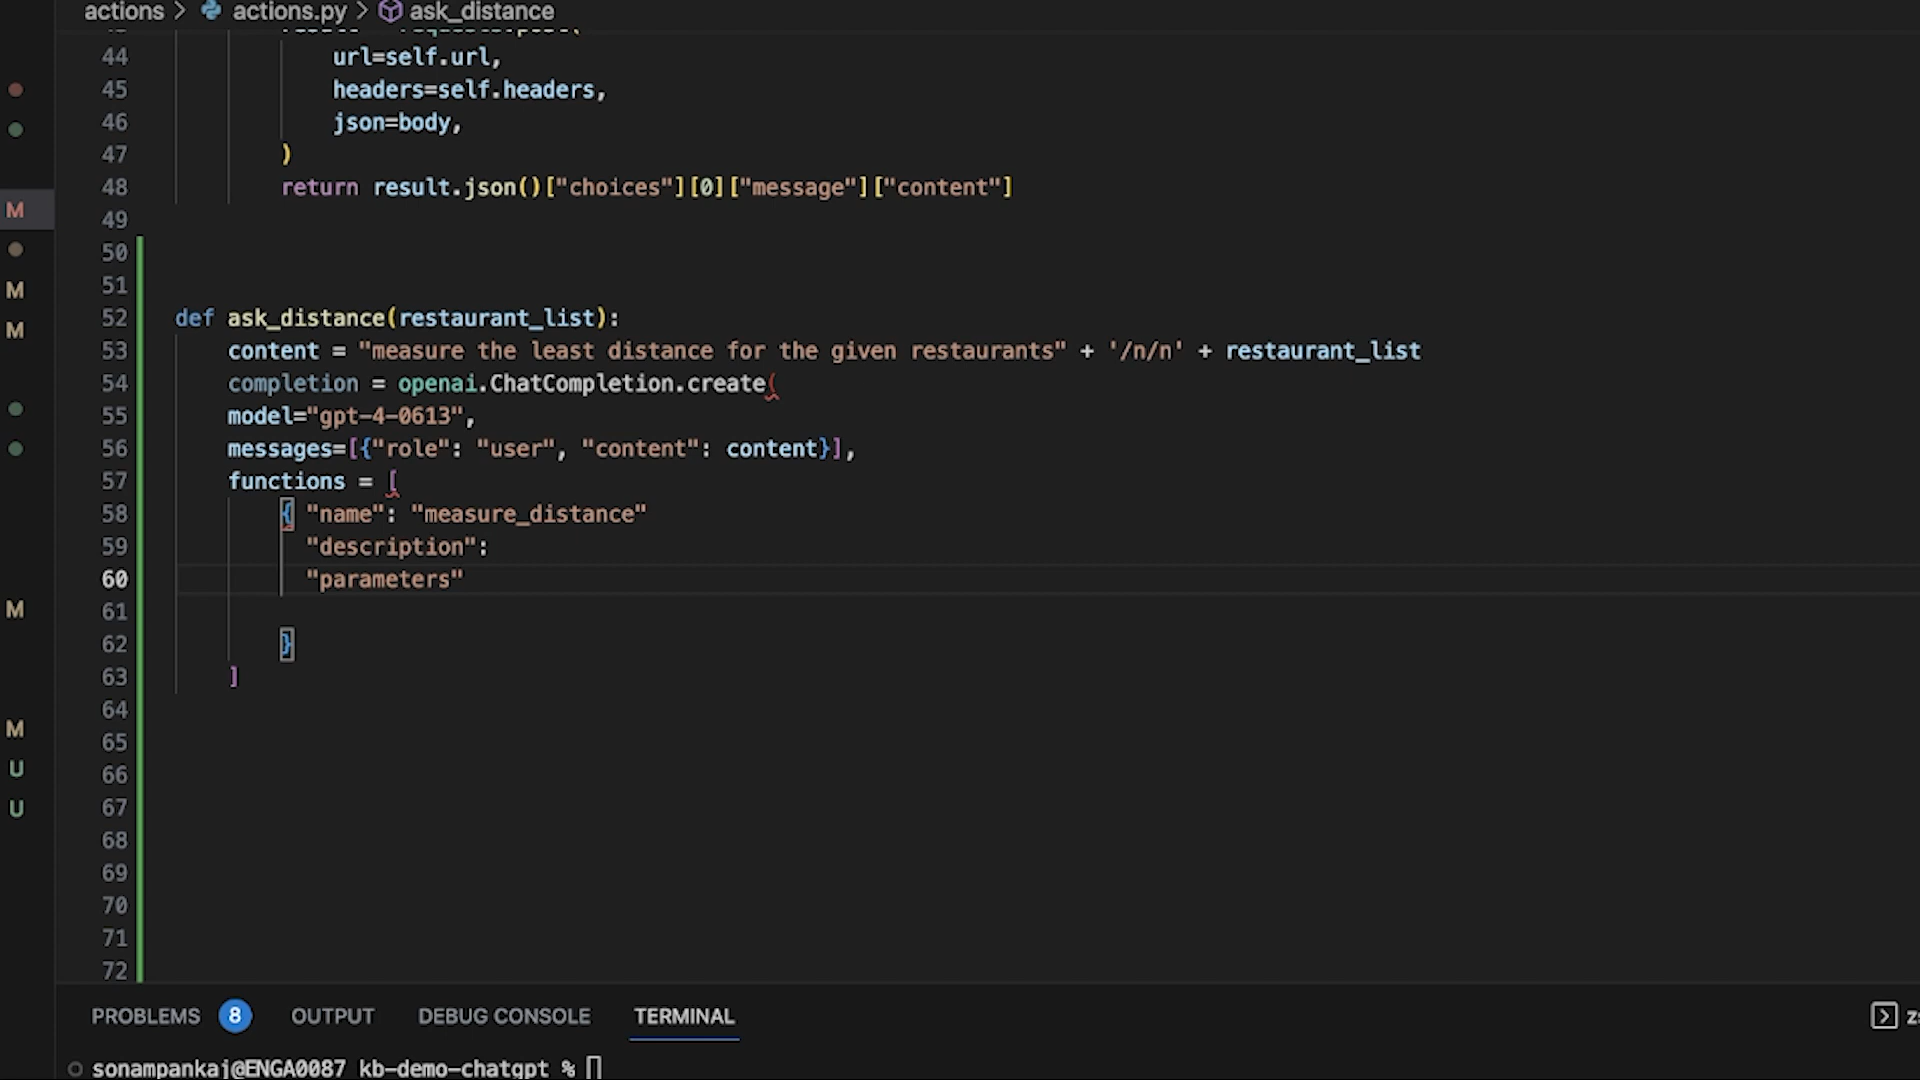 actions > actions.py > ask_distance
44 url=self.url,
45 headers=self.headers,
46 json=body,
47 )
48 return result.json()["choices"][0]["message"]["content"]
49
50
51
52 def ask_distance(restaurant_list):
53 content = "measure the least distance for the given restaurants" + '/n/n' + restaurant_list
54 completion = openai.ChatCompletion.create(
55 model="gpt-4-0613",
56 messages=[{"role": "user", "content": content}],
57 functions = [
58 { "name": "measure_distance"
59 "description":
60 "parameters"
61
62 }
63 ]
64
65
66
67
68
69
70
71
72
M
M
M
M
M
U
U
PROBLEMS 8 OUTPUT DEBUG CONSOLE TERMINAL
sonampankaj@ENGA0087 kb-demo-chatgpt %